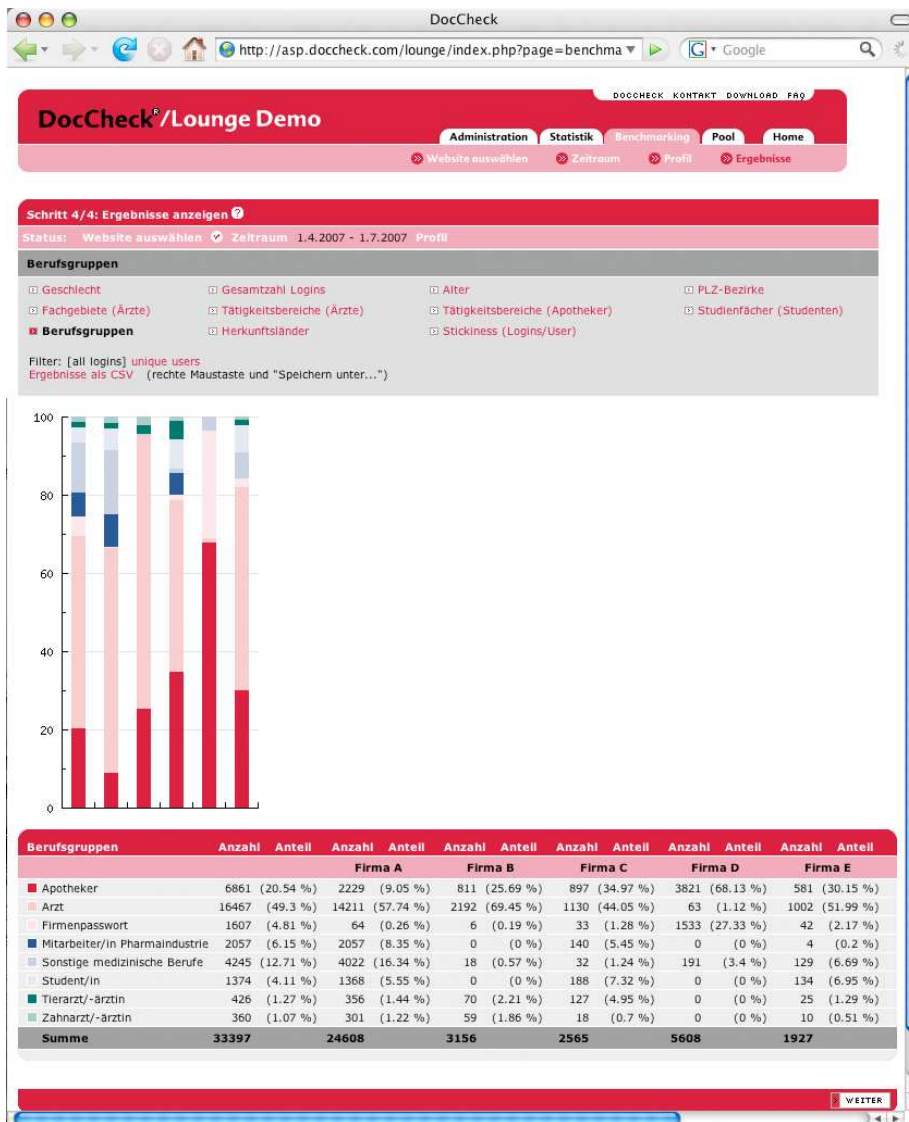 DocCheck
http://asp.doccheck.com/lounge/index.php?page=benchma
Google
DOCCHECK KONTAKT DOWNLOAD FAQ
DocCheck®/Lounge Demo
Administration Statistik Benchmarking Pool Home
Website auswählen Zeitraum Profil Ergebnisse
Schritt 4/4: Ergebnisse anzeigen ?
Status: Website auswählen Zeitraum 1.4.2007 - 1.7.2007 Profil
Berufsgruppen
Geschlecht Gesamtzahl Logins Alter PLZ-Bezirke
Fachgebiete (Ärzte) Tätigkeitsbereiche (Ärzte) Tätigkeitsbereiche (Apotheker) Studienfächer (Studenten)
Berufsgruppen Herkunftsländer Stickiness (Logins/User)
Filter: [all logins] unique users
Ergebnisse als CSV (rechte Maustaste und "Speichern unter...")
100
80
60
40
20
0
Berufsgruppen Anzahl Anteil Anzahl Anteil Anzahl Anteil Anzahl Anteil Anzahl Anteil Anzahl Anteil
Firma A Firma B Firma C Firma D Firma E
Apotheker 6861 (20.54 %) 2229 (9.05 %) 811 (25.69 %) 897 (34.97 %) 3821 (68.13 %) 581 (30.15 %)
Arzt 16467 (49.3 %) 14211 (57.74 %) 2192 (69.45 %) 1130 (44.05 %) 63 (1.12 %) 1002 (51.99 %)
Firmenpasswort 1607 (4.81 %) 64 (0.26 %) 6 (0.19 %) 33 (1.28 %) 1533 (27.33 %) 42 (2.17 %)
Mitarbeiter/in Pharmaindustrie 2057 (6.15 %) 2057 (8.35 %) 0 (0 %) 140 (5.45 %) 0 (0 %) 4 (0.2 %)
Sonstige medizinische Berufe 4245 (12.71 %) 4022 (16.34 %) 18 (0.57 %) 32 (1.24 %) 191 (3.4 %) 129 (6.69 %)
Student/in 1374 (4.11 %) 1368 (5.55 %) 0 (0 %) 188 (7.32 %) 0 (0 %) 134 (6.95 %)
Tierarzt/-ärztin 426 (1.27 %) 356 (1.44 %) 70 (2.21 %) 127 (4.95 %) 0 (0 %) 25 (1.29 %)
Zahnarzt/-ärztin 360 (1.07 %) 301 (1.22 %) 59 (1.86 %) 18 (0.7 %) 0 (0 %) 10 (0.51 %)
Summe 33397 24608 3156 2565 5608 1927
WEITER